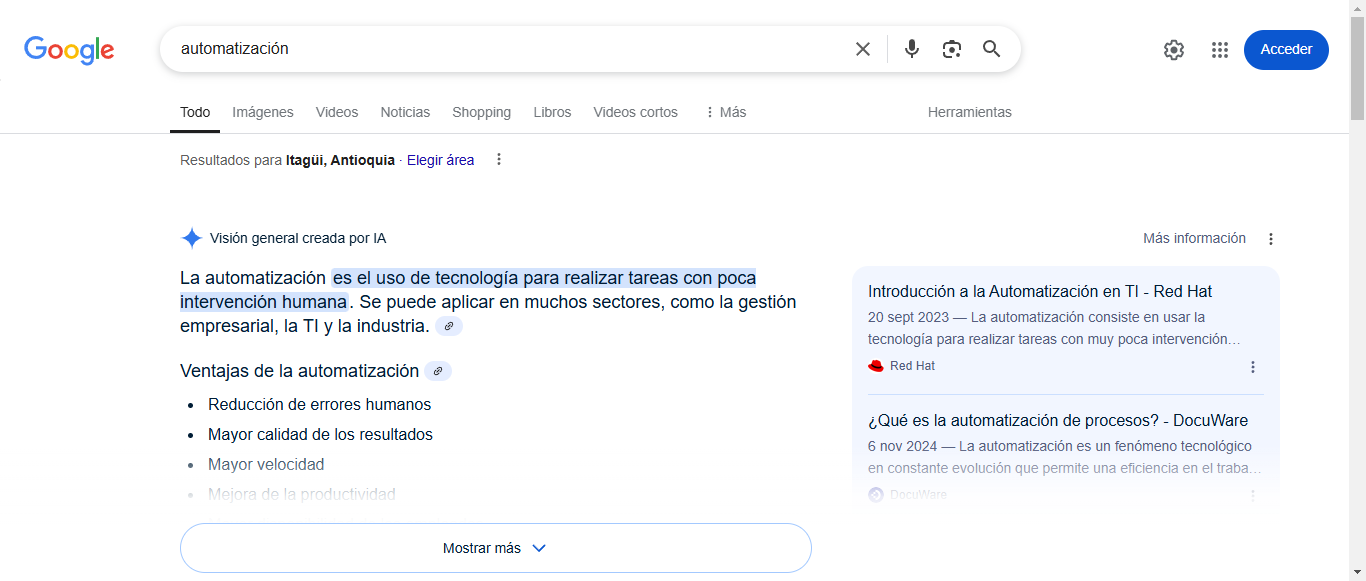 Google
automatización
Acceder
Todo Imágenes Videos Noticias Shopping Libros Videos cortos Más Herramientas
Resultados para Itagüi, Antioquia · Elegir área
Visión general creada por IA
Más información
La automatización es el uso de tecnología para realizar tareas con poca
intervención humana. Se puede aplicar en muchos sectores, como la gestión
empresarial, la TI y la industria.
Ventajas de la automatización
• Reducción de errores humanos
• Mayor calidad de los resultados
• Mayor velocidad
• Mejora de la productividad
Mostrar más
Introducción a la Automatización en TI - Red Hat
20 sept 2023 — La automatización consiste en usar la
tecnología para realizar tareas con muy poca intervención…
Red Hat
¿Qué es la automatización de procesos? - DocuWare
6 nov 2024 — La automatización es un fenómeno tecnológico
en constante evolución que permite una eficiencia en el traba…
DocuWare